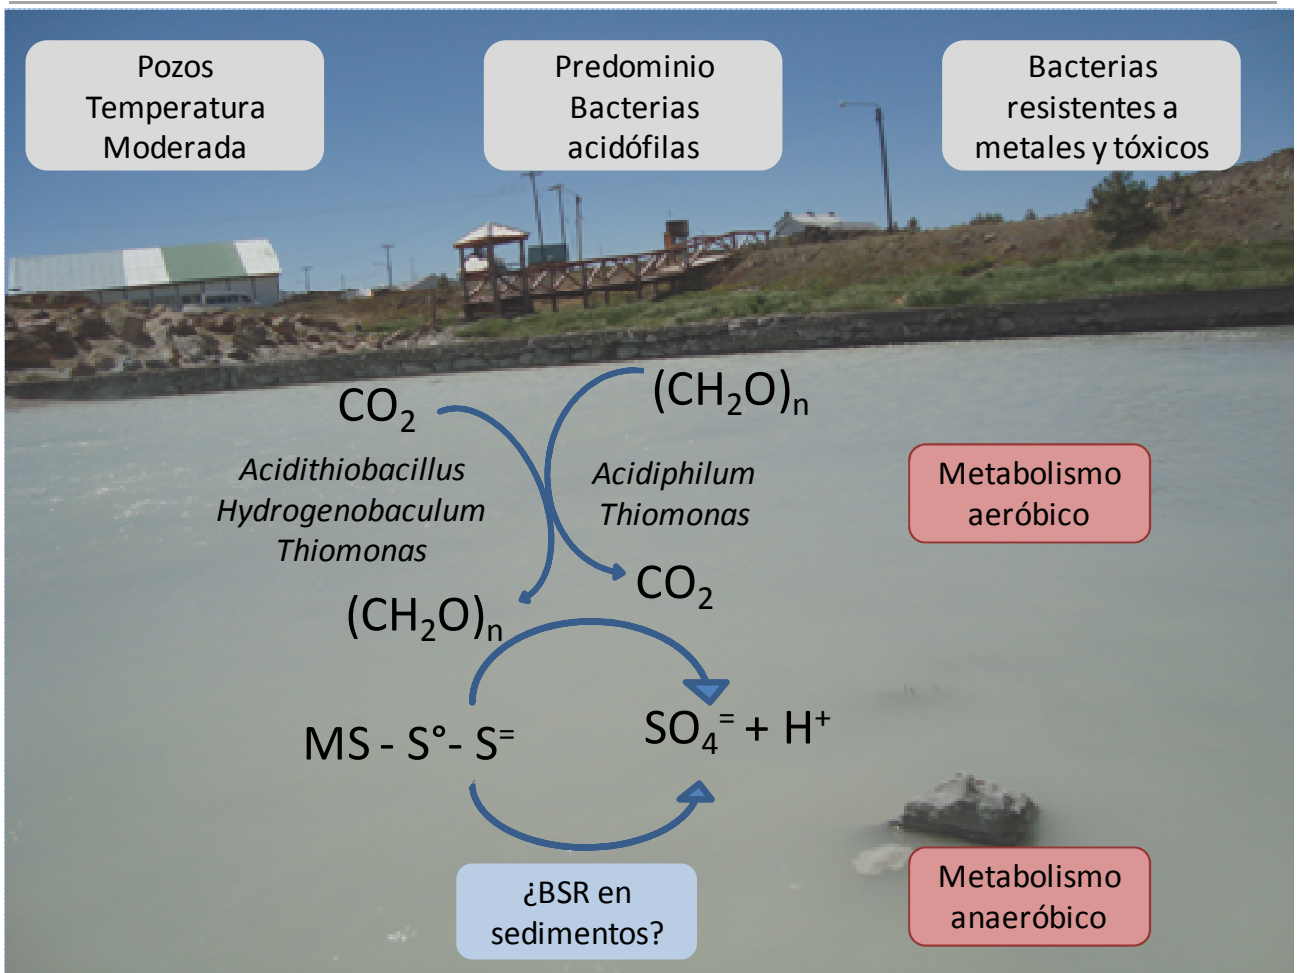 Pozos
Temperatura
Moderada
Predominio
Bacterias
acidófilas
Bacterias
resistentes a
metales y tóxicos
CO₂
(CH₂O)ₙ
Acidithiobacillus
Hydrogenobaculum
Thiomonas
Acidiphilum
Thiomonas
Metabolismo
aeróbico
(CH₂O)ₙ
CO₂
MS - S° - S⁼
SO₄⁼ + H⁺
¿BSR en
sedimentos?
Metabolismo
anaeróbico